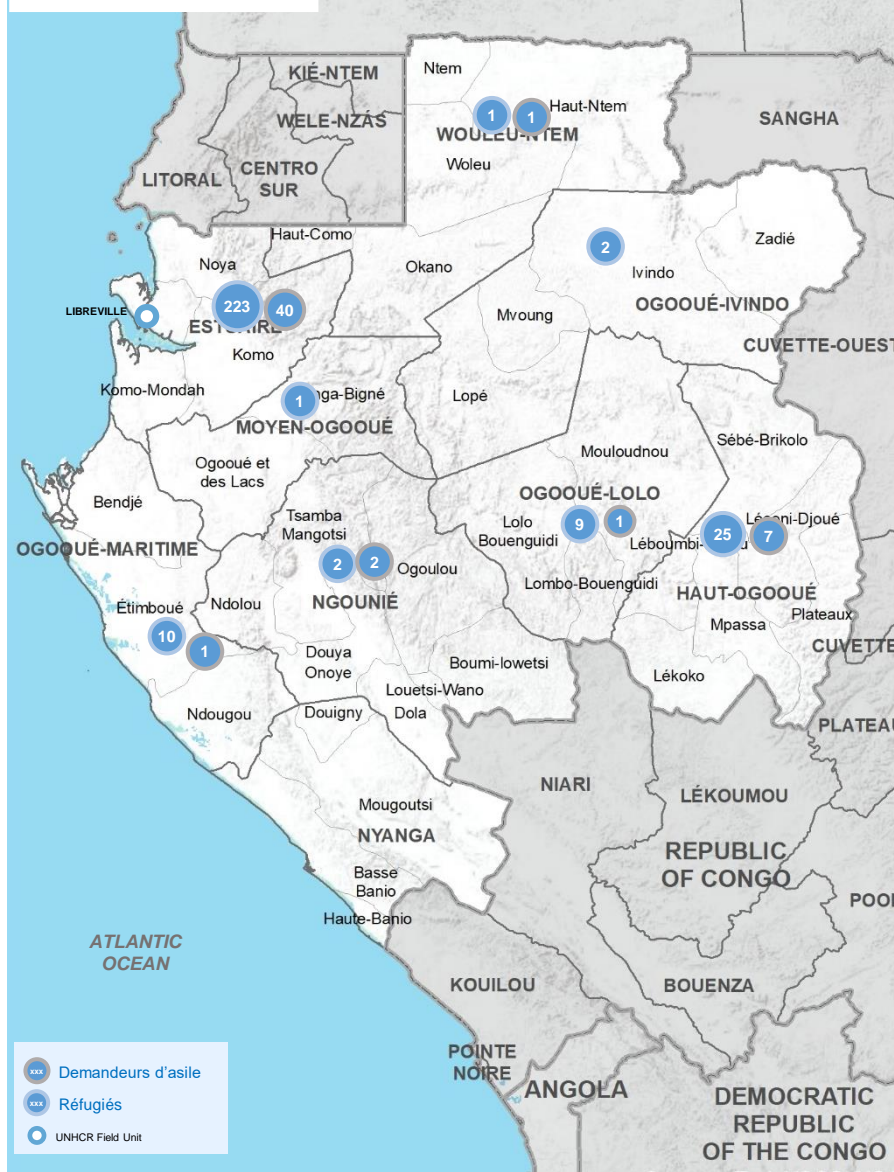 KIÉ-NTEM
Ntem
WELE-NZÁS
1
1
Haut-Ntem
WOULEU-NTEM
SANGHA
Woleu
CENTRO
SUR
LITORAL
Haut-Como
Noya
Okano
2
Ivindo
Zadié
OGOOUÉ-IVINDO
LIBREVILLE
223
40
ESTUAIRE
Mvoung
CUVETTE-OUEST
Komo
Komo-Mondah
1
nga-Bigné
MOYEN-OGOOUÉ
Lopé
Sébé-Brikolo
Mouloudnou
Ogooué et
des Lacs
Bendjé
OGOOUÉ-LOLO
Tsamba
Mangotsi
Lolo
Bouenguidi
9
1
25
7
Léboumbi-
OGOOUÉ-MARITIME
2
2
Ogoulou
Lombo-Bouenguidi
HAUT-OGOOUÉ
NGOUNIÉ
Étimboué
Ndolou
Plateaux
Mpassa
10
1
CUVETTE
Douya
Onoye
Boumi-lowetsi
Lékoko
Louetsi-Wano
Ndougou
Douigny
Dola
PLATEAU
NIARI
LÉKOUMOU
Mougoutsi
NYANGA
REPUBLIC
OF CONGO
Basse
Banio
POOL
Haute-Banio
ATLANTIC
OCEAN
KOUILOU
BOUENZA
POINTE
NOIRE
ANGOLA
DEMOCRATIC
REPUBLIC
OF THE CONGO
xxx Demandeurs d'asile
xxx Réfugiés
UNHCR Field Unit